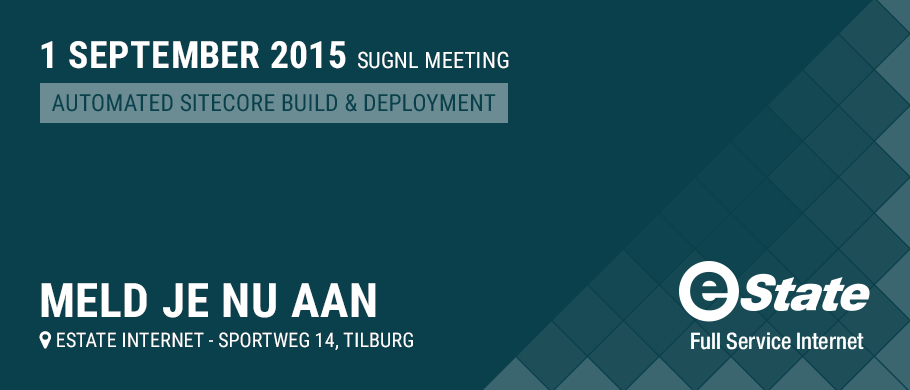 1 SEPTEMBER 2015 SUGNL MEETING
AUTOMATED SITECORE BUILD & DEPLOYMENT
MELD JE NU AAN
ESTATE INTERNET - SPORTWEG 14, TILBURG
eState
Full Service Internet